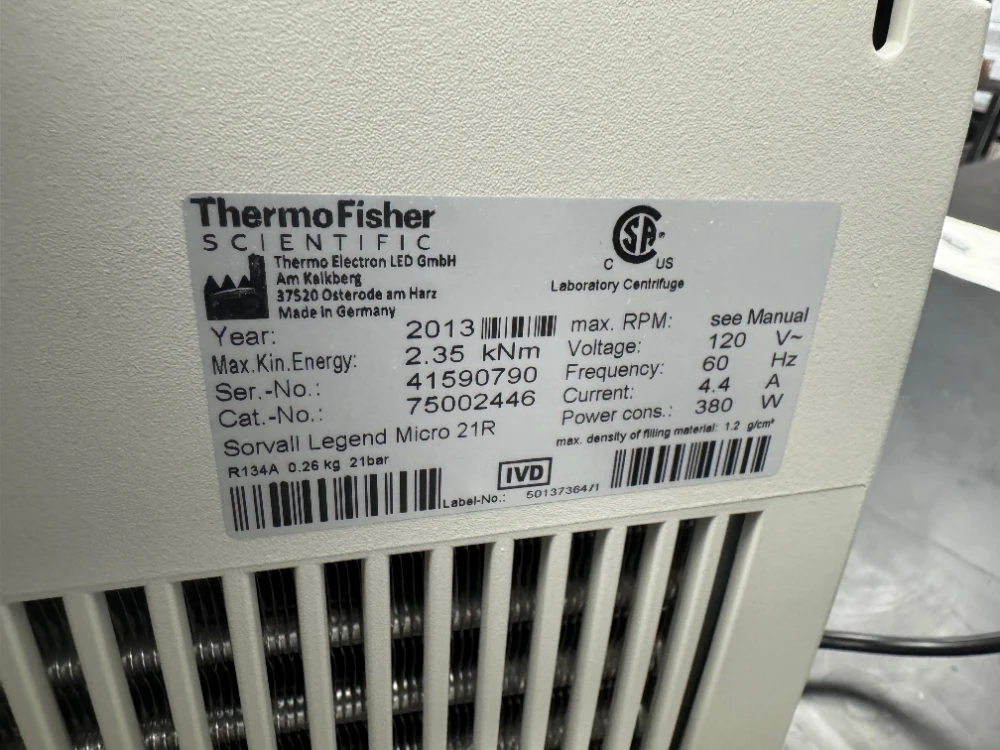 ThermoFisher
SCIENTIFIC
Thermo Electron LED GmbH
Am Kalkberg
37520 Osterode am Harz
Made in Germany
SA
C US
Laboratory Centrifuge
Year: 2013
Max.Kin.Energy: 2.35 kNm
Ser.-No.: 41590790
Cat.-No.: 75002446
Sorvall Legend Micro 21R
R134A 0.26 kg 21bar
max. RPM: see Manual
Voltage: 120 V~
Frequency: 60 Hz
Current: 4.4 A
Power cons.: 380 W
max. density of filling material: 1.2 g/cm³
IVD
Label-No.: 50137364/1